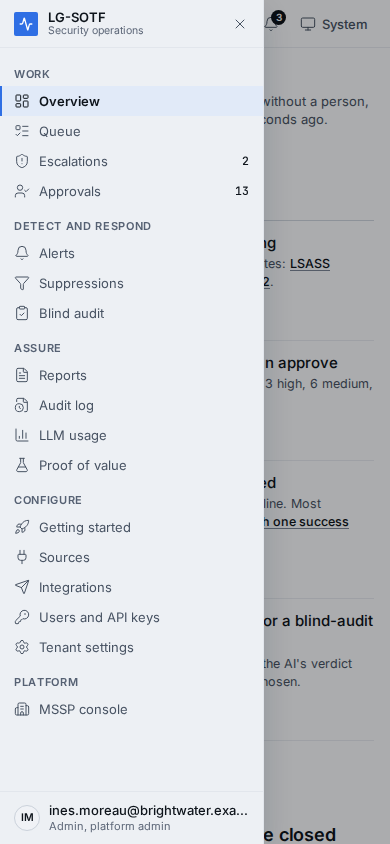 LG-SOTF
Security operations
3
System
WORK
Overview
Queue
Escalations 2
Approvals 13
DETECT AND RESPOND
Alerts
Suppressions
Blind audit
ASSURE
Reports
Audit log
LLM usage
Proof of value
CONFIGURE
Getting started
Sources
Integrations
Users and API keys
Tenant settings
PLATFORM
MSSP console
IM
ines.moreau@brightwater.exa...
Admin, platform admin
without a person,
conds ago.
LSASS
2.
n approve
3 high, 6 medium,
ed
line. Most
h one success
or a blind-audit
the AI's verdict
hosen.
e closed